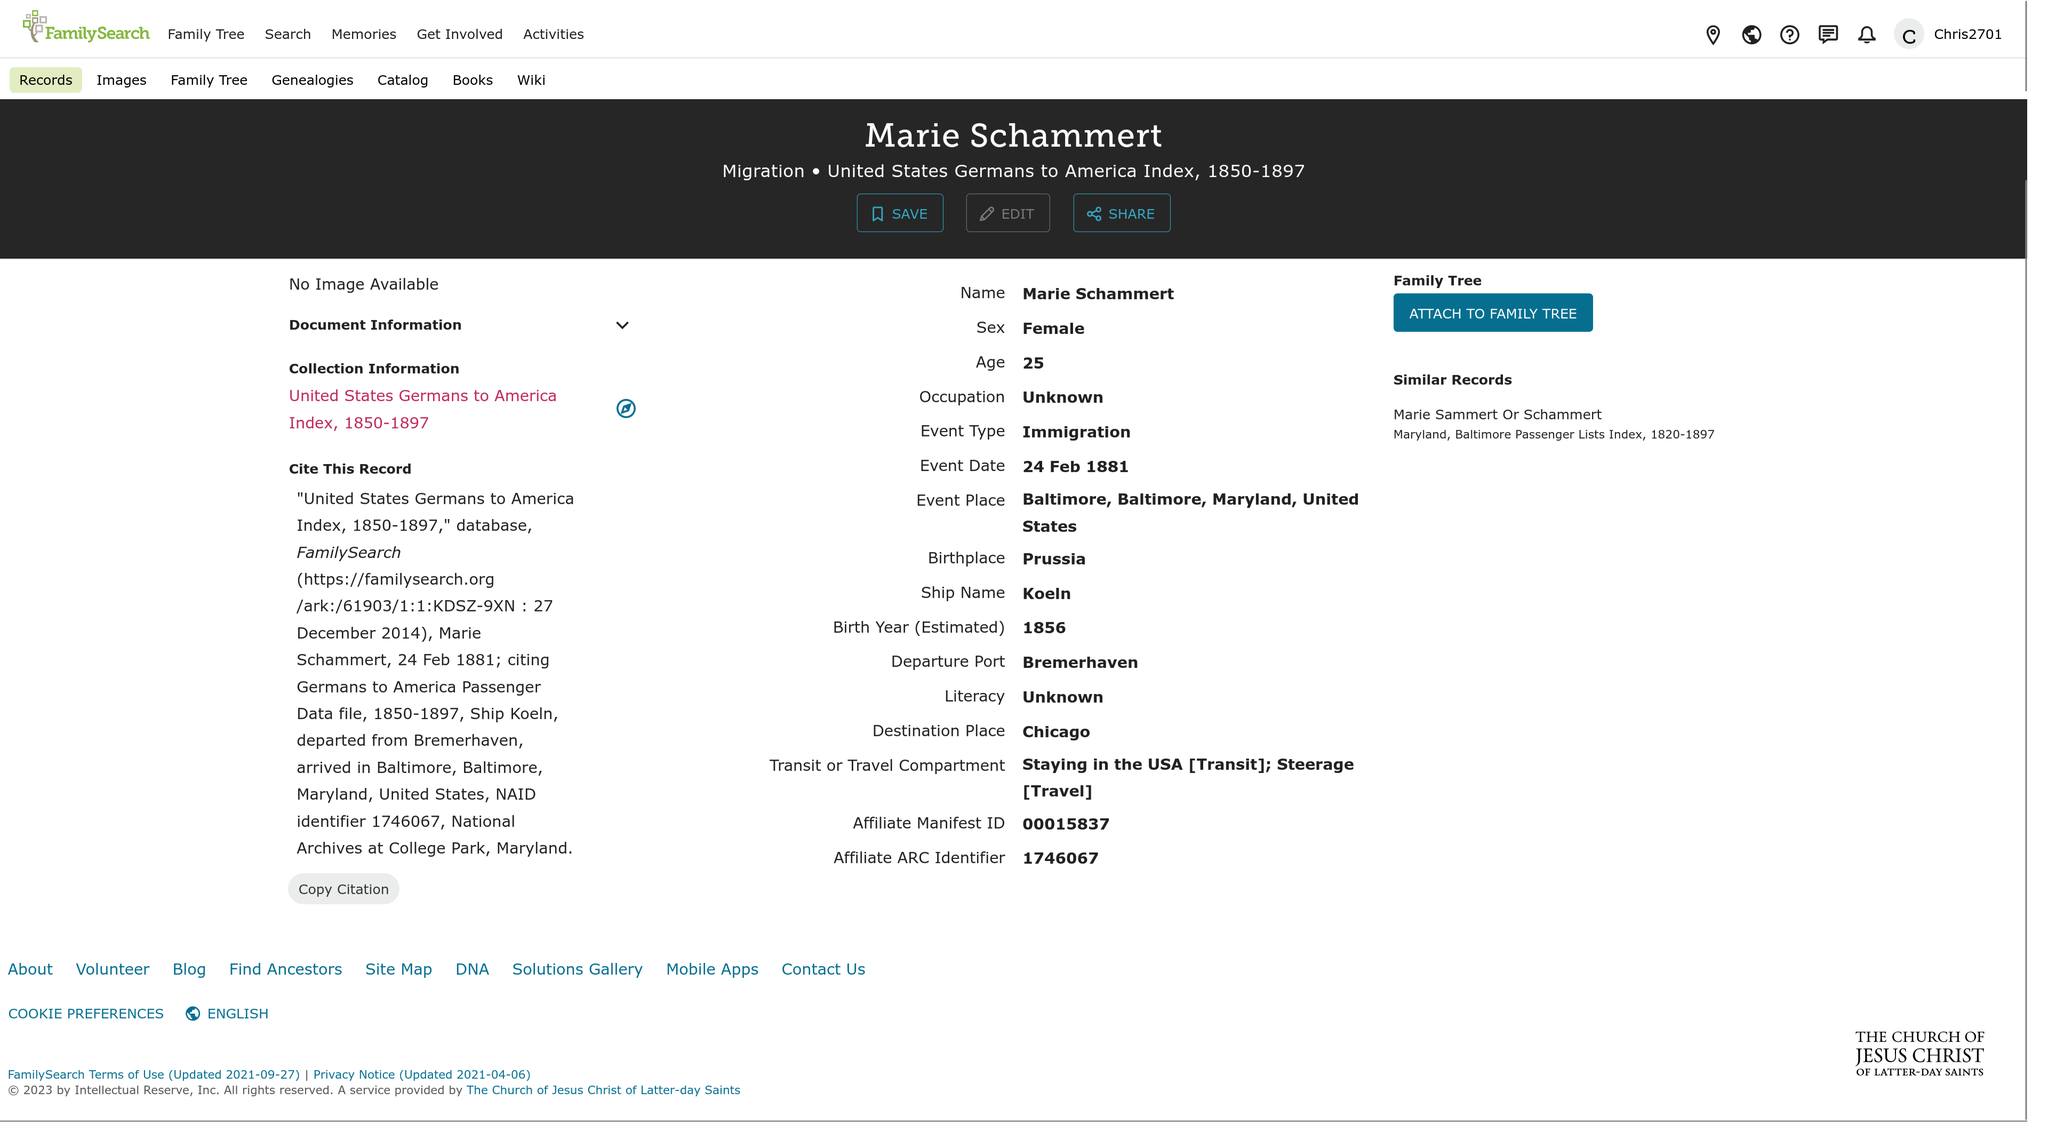 FamilySearch
Family Tree
Search
Memories
Get Involved
Activities
C
Chris2701
Records
Images
Family Tree
Genealogies
Catalog
Books
Wiki
Marie Schammert
Migration • United States Germans to America Index, 1850-1897
SAVE
EDIT
SHARE
No Image Available
Document Information
Collection Information
United States Germans to America
Index, 1850-1897
Cite This Record
"United States Germans to America
Index, 1850-1897," database,
FamilySearch
(https://familysearch.org
/ark:/61903/1:1:KDSZ-9XN : 27
December 2014), Marie
Schammert, 24 Feb 1881; citing
Germans to America Passenger
Data file, 1850-1897, Ship Koeln,
departed from Bremerhaven,
arrived in Baltimore, Baltimore,
Maryland, United States, NAID
identifier 1746067, National
Archives at College Park, Maryland.
Copy Citation
Name Marie Schammert
Sex Female
Age 25
Occupation Unknown
Event Type Immigration
Event Date 24 Feb 1881
Event Place Baltimore, Baltimore, Maryland, United
States
Birthplace Prussia
Ship Name Koeln
Birth Year (Estimated) 1856
Departure Port Bremerhaven
Literacy Unknown
Destination Place Chicago
Transit or Travel Compartment Staying in the USA [Transit]; Steerage
[Travel]
Affiliate Manifest ID 00015837
Affiliate ARC Identifier 1746067
Family Tree
ATTACH TO FAMILY TREE
Similar Records
Marie Sammert Or Schammert
Maryland, Baltimore Passenger Lists Index, 1820-1897
About
Volunteer
Blog
Find Ancestors
Site Map
DNA
Solutions Gallery
Mobile Apps
Contact Us
COOKIE PREFERENCES
ENGLISH
THE CHURCH OF
JESUS CHRIST
OF LATTER-DAY SAINTS
FamilySearch Terms of Use (Updated 2021-09-27) | Privacy Notice (Updated 2021-04-06)
© 2023 by Intellectual Reserve, Inc. All rights reserved. A service provided by The Church of Jesus Christ of Latter-day Saints